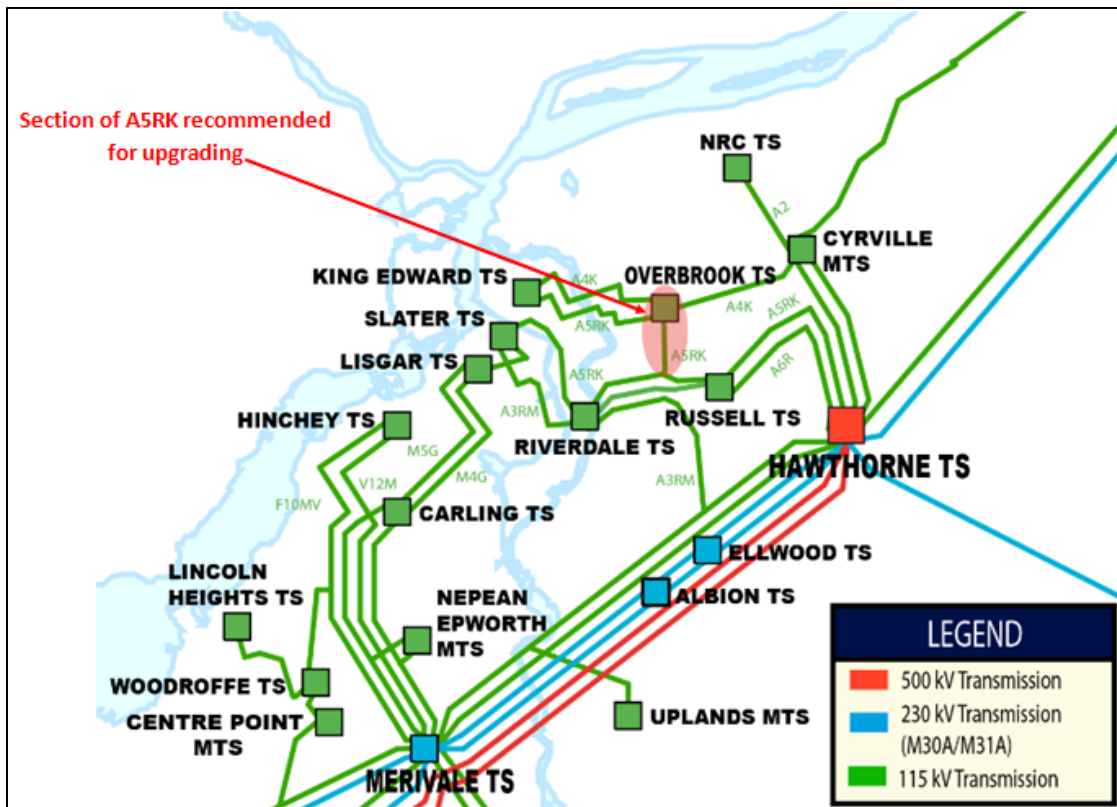 Section of A5RK recommended
for upgrading
NRC TS
A2
CYRVILLE
MTS
KING EDWARD TS
A4K
OVERBROOK TS
A4K
SLATER TS
A5RK
A5RK
LISGAR TS
A5RK
A5RK
A6R
HINCHEY TS
A3RM
RUSSELL TS
M5G
RIVERDALE TS
HAWTHORNE TS
V12M
M4G
A3RM
F10MV
CARLING TS
ELLWOOD TS
LINCOLN
HEIGHTS TS
ALBION TS
NEPEAN
EPWORTH
MTS
WOODROFFE TS
CENTRE POINT
MTS
UPLANDS MTS
MERIVALE TS
LEGEND
500 kV Transmission
230 kV Transmission
(M30A/M31A)
115 kV Transmission